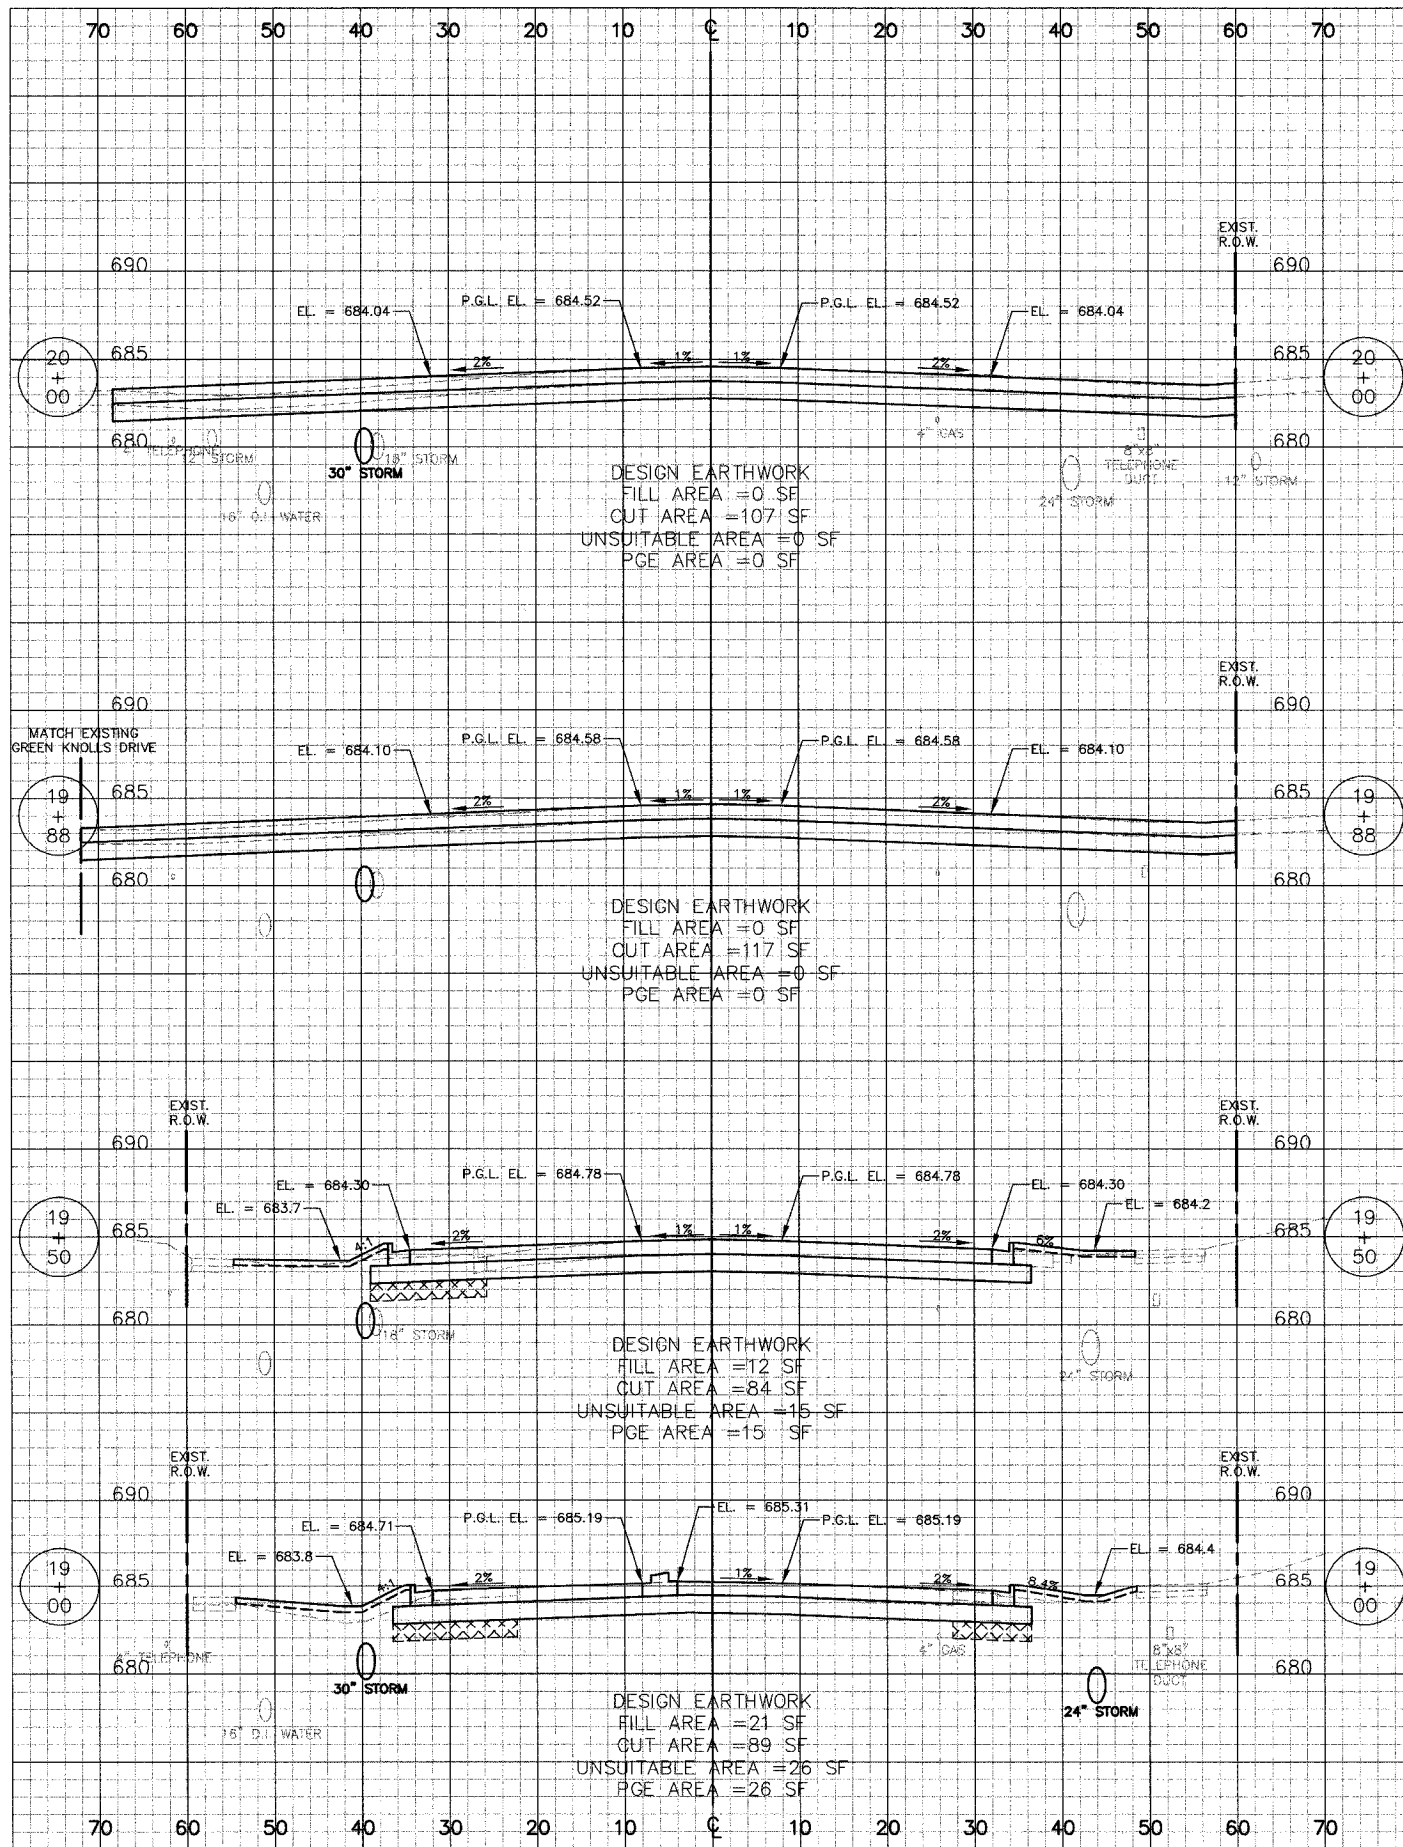 70 60 50 40 30 20 10 ℄ 10 20 30 40 50 60 70
EXIST.
R.O.W.
690 690
EL. = 684.04 P.G.L. EL. = 684.52 P.G.L. EL. = 684.52 EL. = 684.04
20
+
00
685 2% 1% 1% 2% 685
20
+
00
680 680
4" TELEPHONE
12" STORM
18" STORM
30" STORM
16" D.I. WATER
4" GAS
8"x8"
TELEPHONE
DUCT
24" STORM
12" STORM
DESIGN EARTHWORK
FILL AREA =0 SF
CUT AREA =107 SF
UNSUITABLE AREA =0 SF
PGE AREA =0 SF
EXIST.
R.O.W.
690 690
MATCH EXISTING
GREEN KNOLLS DRIVE
EL. = 684.10 P.G.L. EL. = 684.58 P.G.L. EL. = 684.58 EL. = 684.10
19
+
88
685 2% 1% 1% 2% 685
19
+
88
680 680
DESIGN EARTHWORK
FILL AREA =0 SF
CUT AREA =117 SF
UNSUITABLE AREA =0 SF
PGE AREA =0 SF
EXIST.
R.O.W.
EXIST.
R.O.W.
690 690
EL. = 684.30 P.G.L. EL. = 684.78 P.G.L. EL. = 684.78 EL. = 684.30
EL. = 683.7 EL. = 684.2
19
+
50
685 4:1 2% 1% 1% 2% 6% 685
19
+
50
680 680
18" STORM
24" STORM
DESIGN EARTHWORK
FILL AREA =12 SF
CUT AREA =84 SF
UNSUITABLE AREA =15 SF
PGE AREA =15 SF
EXIST.
R.O.W.
EXIST.
R.O.W.
690 690
EL. = 684.71 P.G.L. EL. = 685.19 EL. = 685.31 P.G.L. EL. = 685.19
EL. = 683.8 EL. = 684.4
19
+
00
685 4:1 2% 1% 2% 8.4% 685
19
+
00
4" TELEPHONE
4" GAS
8"x8"
TELEPHONE
DUCT
680 680
30" STORM
24" STORM
16" D.I. WATER
DESIGN EARTHWORK
FILL AREA =21 SF
CUT AREA =89 SF
UNSUITABLE AREA =26 SF
PGE AREA =26 SF
70 60 50 40 30 20 10 ℄ 10 20 30 40 50 60 70